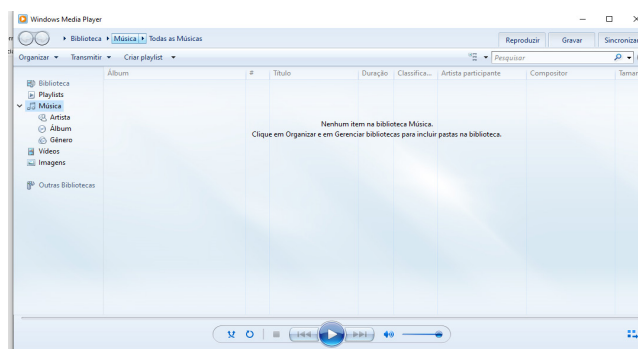 Windows Media Player
Biblioteca Música Todas as Músicas
Reproduzir Gravar Sincronizar
Organizar Transmitir Criar playlist
Pesquisar
Álbum # Título Duração Classifica... Artista participante Compositor
Biblioteca
Playlists
Música
Artista
Álbum
Gênero
Vídeos
Imagens
Outras Bibliotecas
Nenhum item na biblioteca Música.
Clique em Organizar e em Gerenciar bibliotecas para incluir pastas na biblioteca.